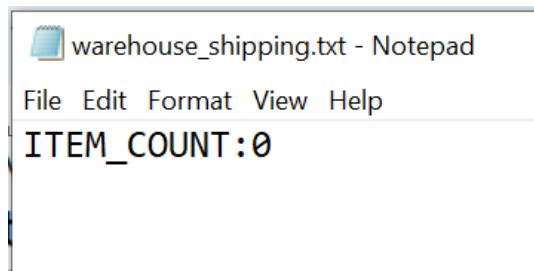 warehouse_shipping.txt - Notepad
File Edit Format View Help
ITEM_COUNT:0